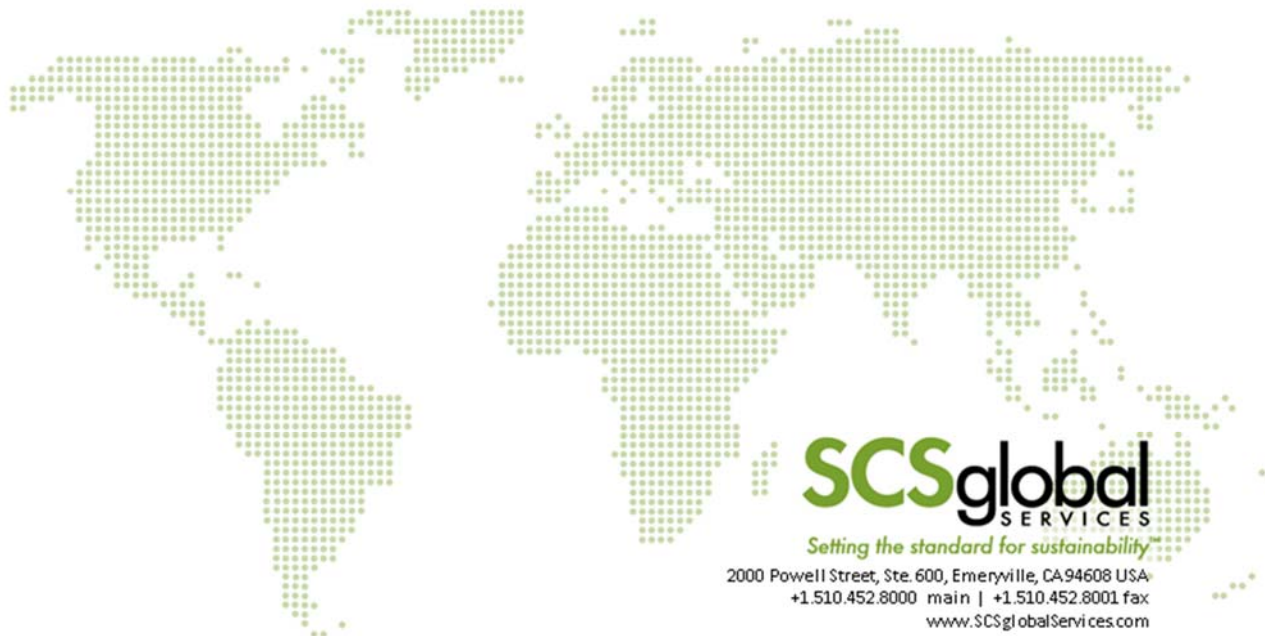 SCSglobal
SERVICES
Setting the standard for sustainability™
2000 Powell Street, Ste. 600, Emeryville, CA 94608 USA
+1.510.452.8000 main | +1.510.452.8001 fax
www.SCSglobalServices.com